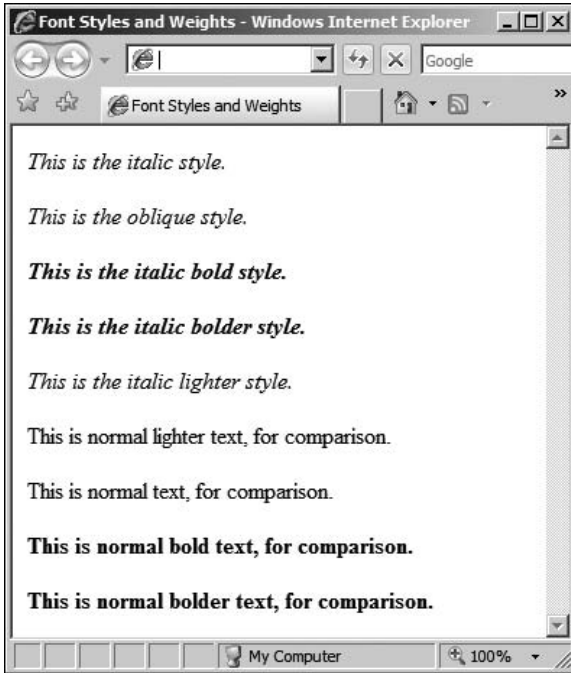 Font Styles and Weights - Windows Internet Explorer
Google
Font Styles and Weights
»
This is the italic style.
This is the oblique style.
This is the italic bold style.
This is the italic bolder style.
This is the italic lighter style.
This is normal lighter text, for comparison.
This is normal text, for comparison.
This is normal bold text, for comparison.
This is normal bolder text, for comparison.
My Computer 100%